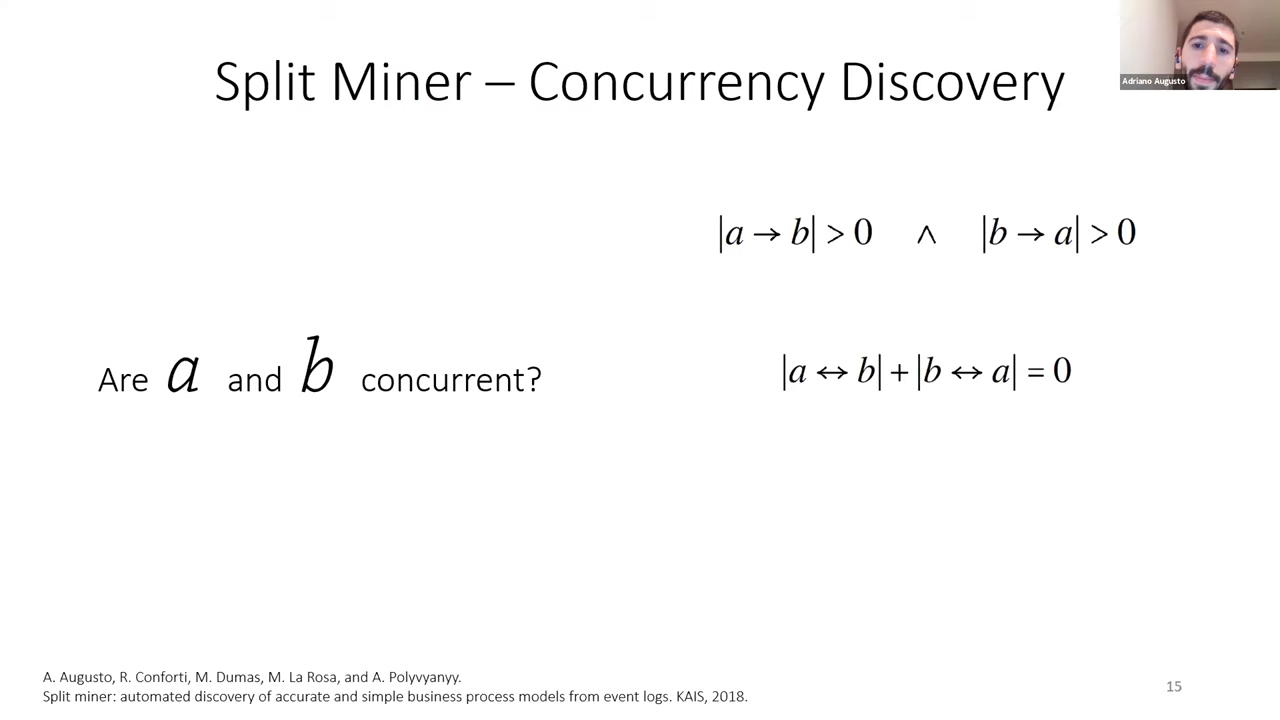 Adriano Augusto
Split Miner – Concurrency Discovery
|a → b| > 0 ∧ |b → a| > 0
Are a and b concurrent?
|a ↔ b| + |b ↔ a| = 0
A. Augusto, R. Conforti, M. Dumas, M. La Rosa, and A. Polyvyanyy.
Split miner: automated discovery of accurate and simple business process models from event logs. KAIS, 2018.
15